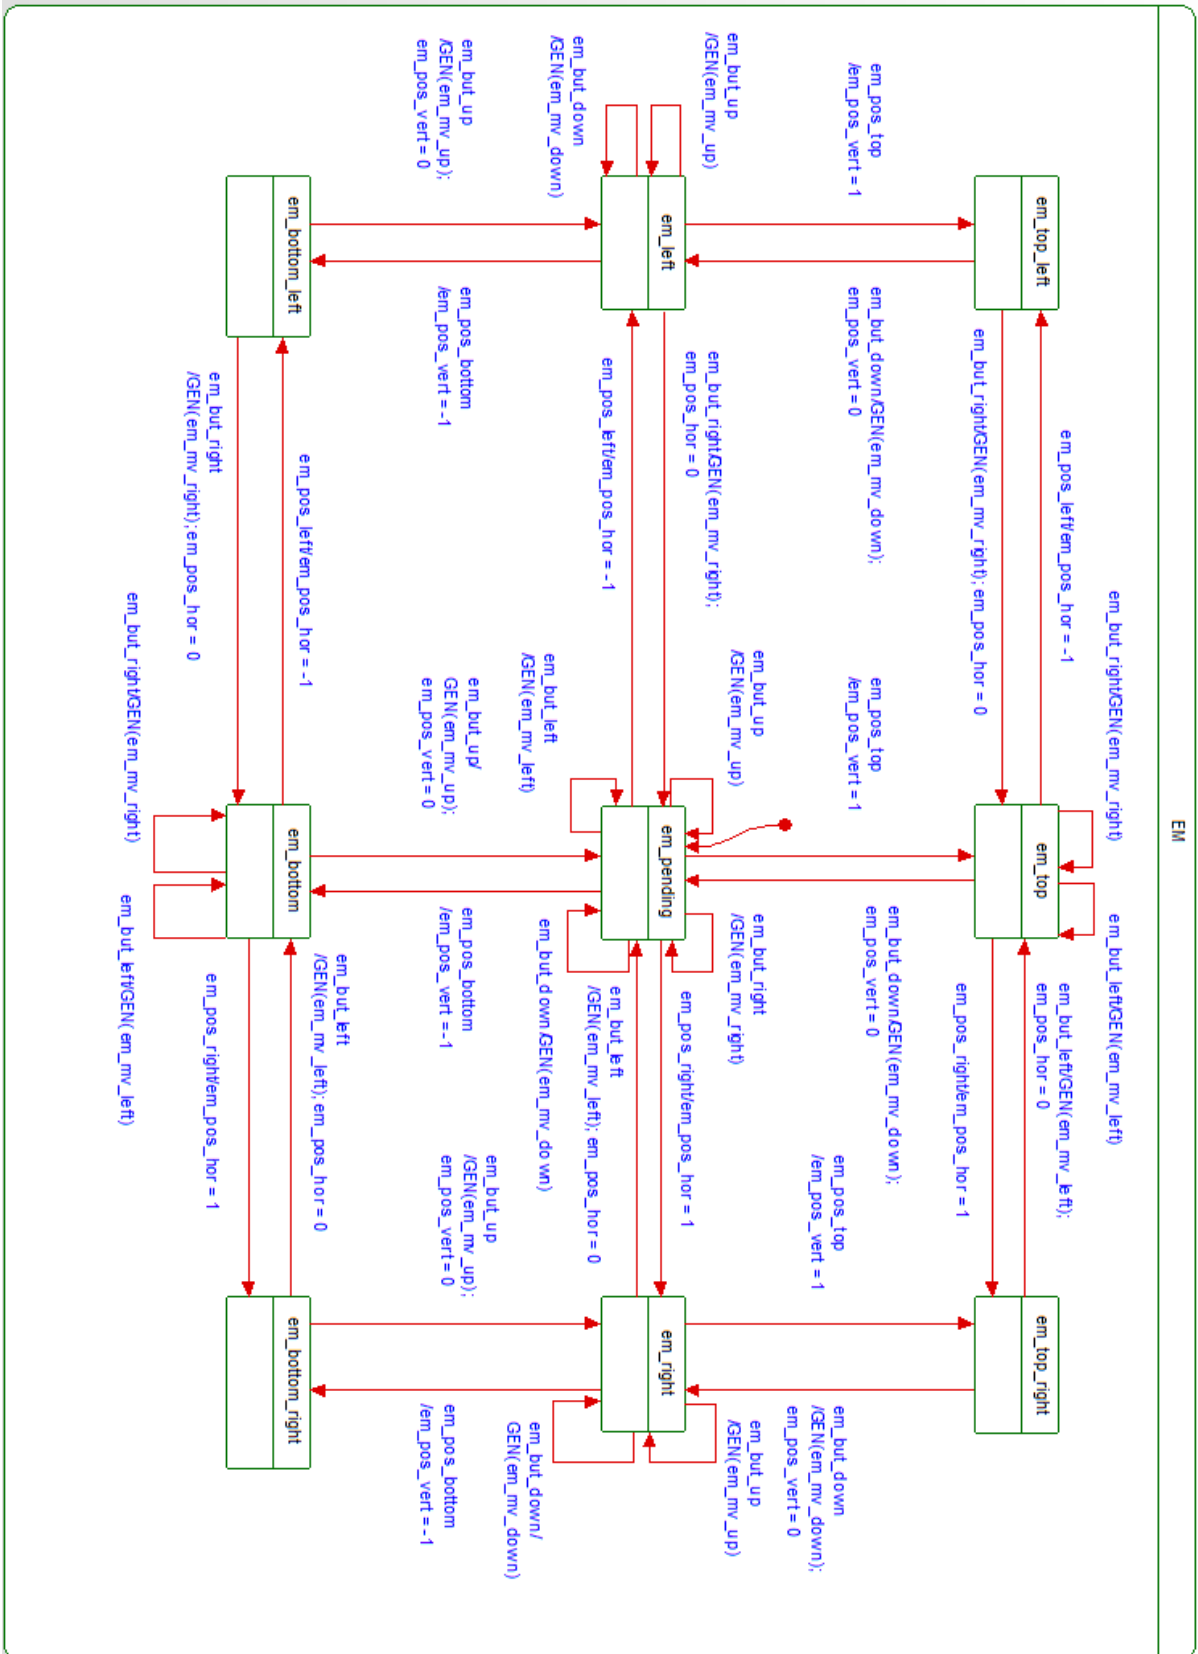 EM
em_but_right/GEN(em_mv_right)
em_but_left/GEN(em_mv_left)
em_pos_left/em_pos_hor = -1
em_but_left/GEN(em_mv_left);
em_pos_hor = 0
em_top_left
em_top
em_top_right
em_but_right/GEN(em_mv_right); em_pos_hor = 0
em_pos_right/em_pos_hor = 1
em_pos_top
/em_pos_vert = 1
em_but_down/GEN(em_mv_down);
em_pos_vert = 0
em_pos_top
/em_pos_vert = 1
em_but_down/GEN(em_mv_down);
em_pos_vert = 0
em_pos_top
/em_pos_vert = 1
em_but_down
/GEN(em_mv_down);
em_pos_vert = 0
em_but_up
/GEN(em_mv_up)
em_but_right/GEN(em_mv_right);
em_pos_hor = 0
em_but_up
/GEN(em_mv_up)
em_but_right
/GEN(em_mv_right)
em_pos_right/em_pos_hor = 1
em_but_up
/GEN(em_mv_up)
em_left
em_pending
em_right
em_pos_left/em_pos_hor = -1
em_but_left
/GEN(em_mv_left); em_pos_hor = 0
em_but_down
/GEN(em_mv_down)
em_but_left
/GEN(em_mv_left)
em_but_down/GEN(em_mv_down)
em_but_down/
GEN(em_mv_down)
em_but_up
/GEN(em_mv_up);
em_pos_vert = 0
em_pos_bottom
/em_pos_vert = -1
em_but_up/
GEN(em_mv_up);
em_pos_vert = 0
em_pos_bottom
/em_pos_vert = -1
em_but_up
/GEN(em_mv_up);
em_pos_vert = 0
em_pos_bottom
/em_pos_vert = -1
em_pos_left/em_pos_hor = -1
em_but_left
/GEN(em_mv_left); em_pos_hor = 0
em_bottom_left
em_bottom
em_bottom_right
em_but_right
/GEN(em_mv_right); em_pos_hor = 0
em_pos_right/em_pos_hor = 1
em_but_right/GEN(em_mv_right)
em_but_left/GEN(em_mv_left)